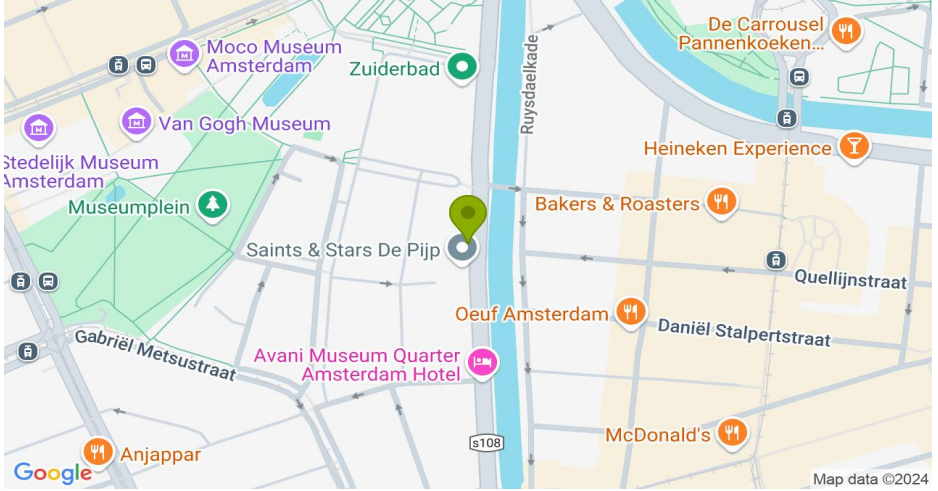 De Carrousel
Pannenkoeken...
Moco Museum
Amsterdam
Zuiderbad
Ruysdaelkade
Van Gogh Museum
Stedelijk Museum
Amsterdam
Heineken Experience
Museumplein
Bakers & Roasters
Saints & Stars De Pijp
Quellijnstraat
Oeuf Amsterdam
Daniël Stalpertstraat
Gabriël Metsustraat
Avani Museum Quarter
Amsterdam Hotel
s108
McDonald's
Anjappar
Google
Map data ©2024